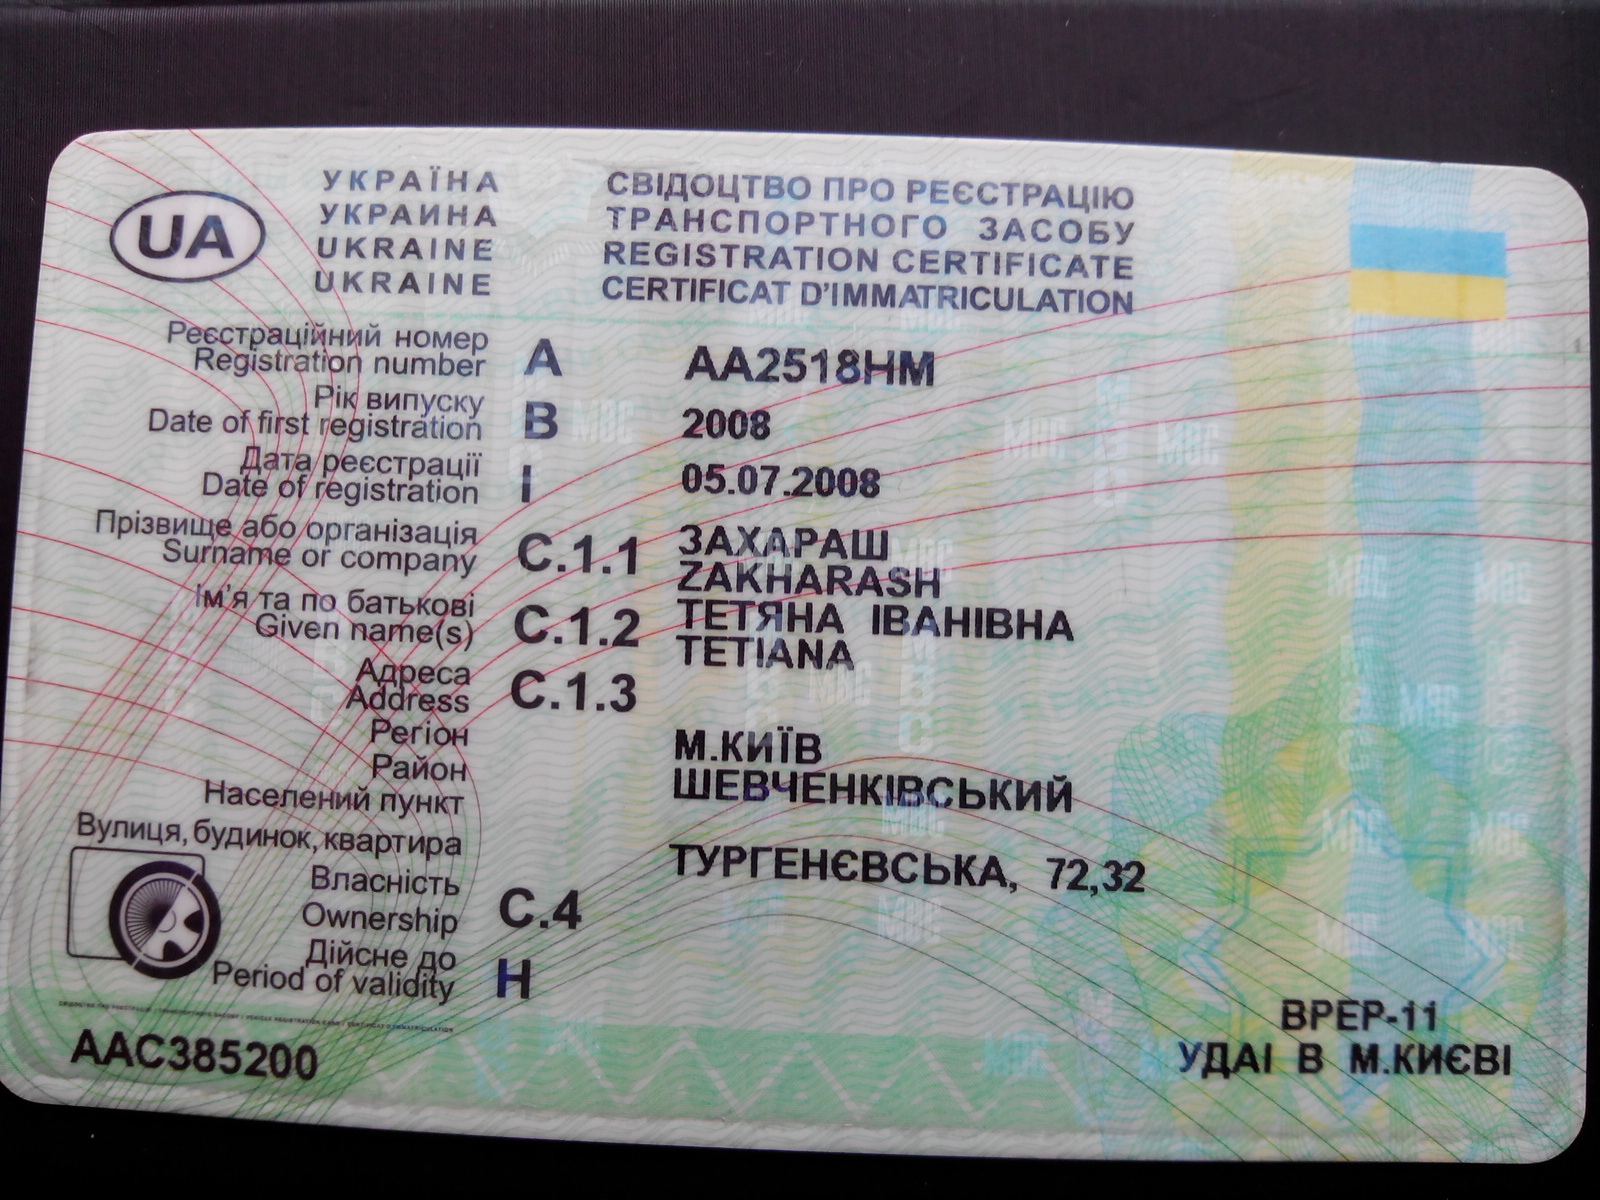 UA
УКРАЇНА
УКРАИНА
UKRAINE
UKRAINE
СВІДОЦТВО ПРО РЕЄСТРАЦІЮ
ТРАНСПОРТНОГО ЗАСОБУ
REGISTRATION CERTIFICATE
CERTIFICAT D'IMMATRICULATION
Реєстраційний номер
Registration number
A
AA2518HM
Рік випуску
Date of first registration
B
2008
Дата реєстрації
Date of registration
I
05.07.2008
Прізвище або організація
Surname or company
C.1.1
ЗАХАРАШ
ZAKHARASH
Ім'я та по батькові
Given name(s)
C.1.2
ТЕТЯНА ІВАНІВНА
TETIANA
Адреса
Address
C.1.3
Регіон
М.КИЇВ
Район
ШЕВЧЕНКІВСЬКИЙ
Населений пункт
Вулиця, будинок, квартира
ТУРГЕНЄВСЬКА, 72,32
Власність
Ownership
C.4
Дійсне до
Period of validity
H
ААС385200
ВРЕР-11
УДАІ В М.КИЄВІ